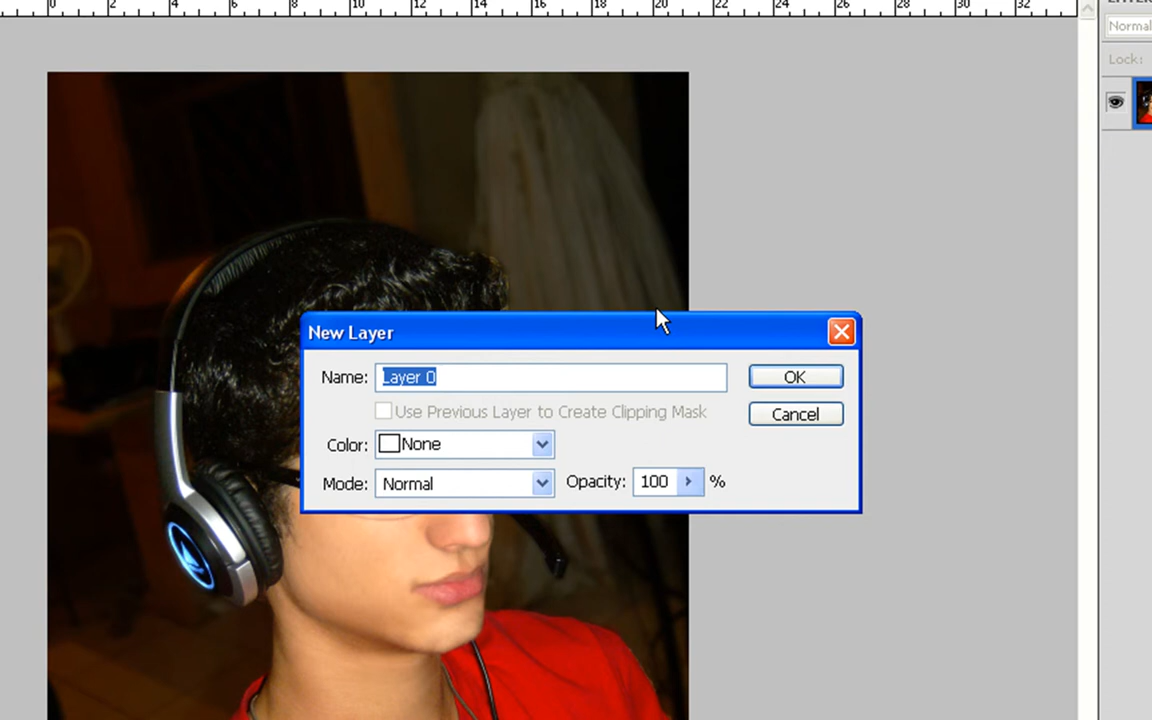 0 2 4 6 8 10 12 14 16 18 20 22 24 26 28 30 32
Normal
Lock:
New Layer
Name: Layer 0 OK
Use Previous Layer to Create Clipping Mask Cancel
Color: None
Mode: Normal Opacity: 100 %